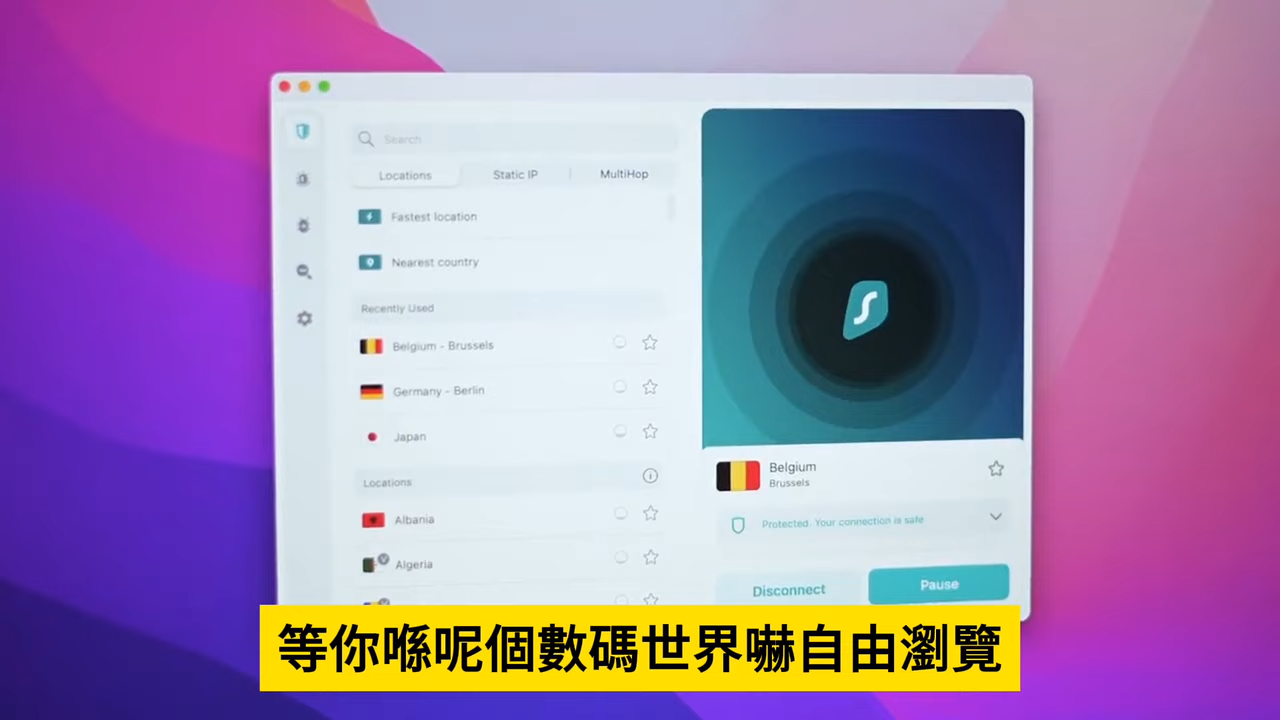 Search
Locations
Static IP
MultiHop
Fastest location
Nearest country
Recently Used
Belgium - Brussels
Germany - Berlin
Japan
Locations
Albania
Algeria
Belgium
Brussels
Protected. Your connection is safe
Disconnect
Pause
等你喺呢個數碼世界嚇自由瀏覽